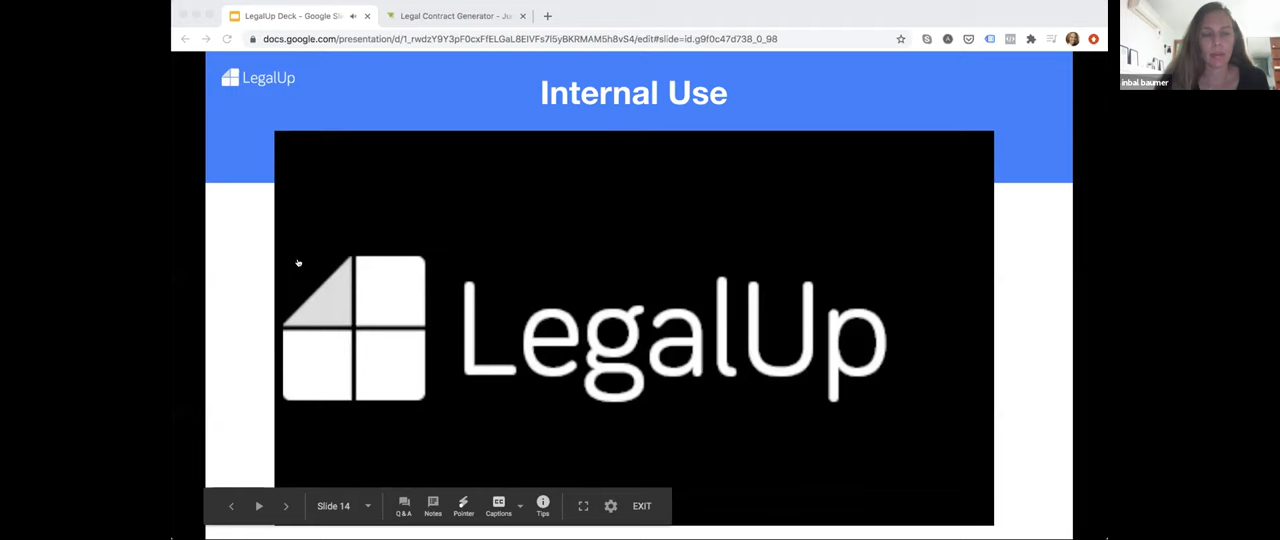 LegalUp Deck - Google Sli
Legal Contract Generator - Ju
docs.google.com/presentation/d/1_rwdzY9Y3pF0cxFfELGaL8EIVFs7I5yBKRMAM5h8vS4/edit#slide=id.g9f0c47d738_0_98
inbal baumer
LegalUp
Internal Use
LegalUp
Slide 14
Q & A
Notes
Pointer
CC
Captions
Tips
EXIT